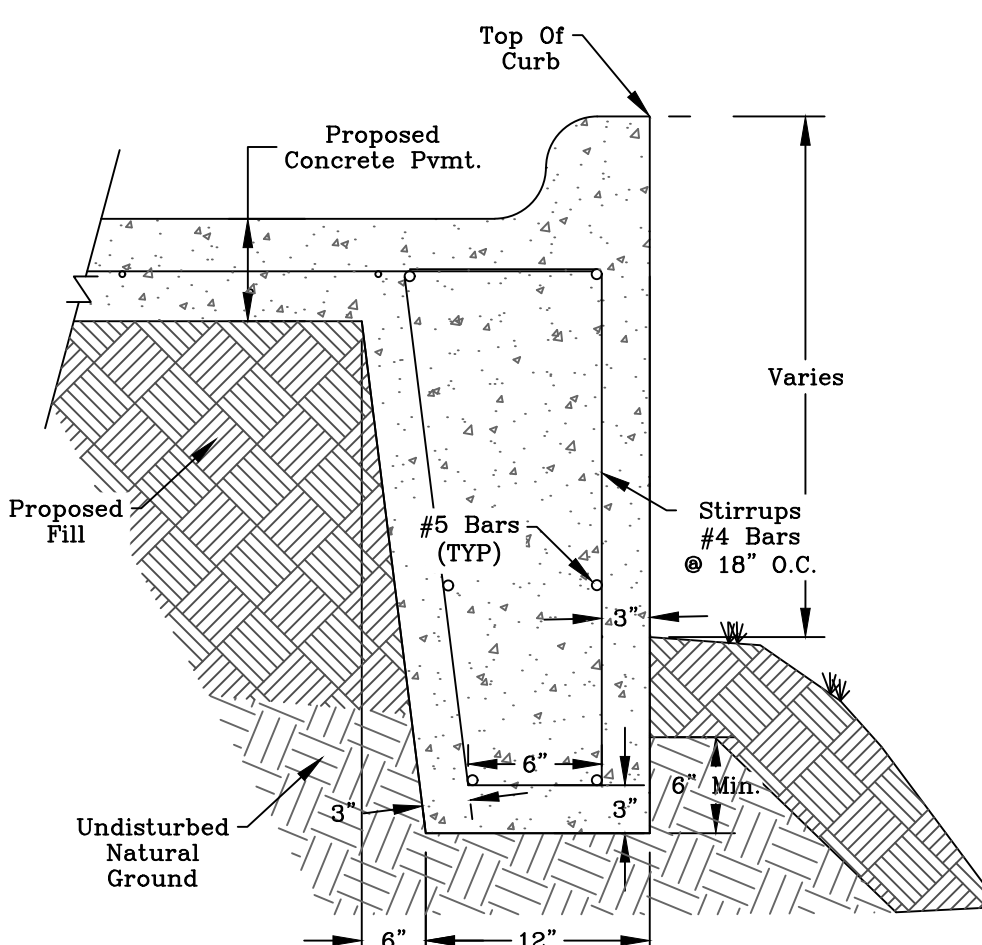 Top Of
Curb
Proposed
Concrete Pvmt.
Varies
Proposed
Fill
#5 Bars
(TYP)
Stirrups
#4 Bars
@ 18” O.C.
3”
6”
6” Min.
3”
3”
Undisturbed
Natural
Ground
6”
12”